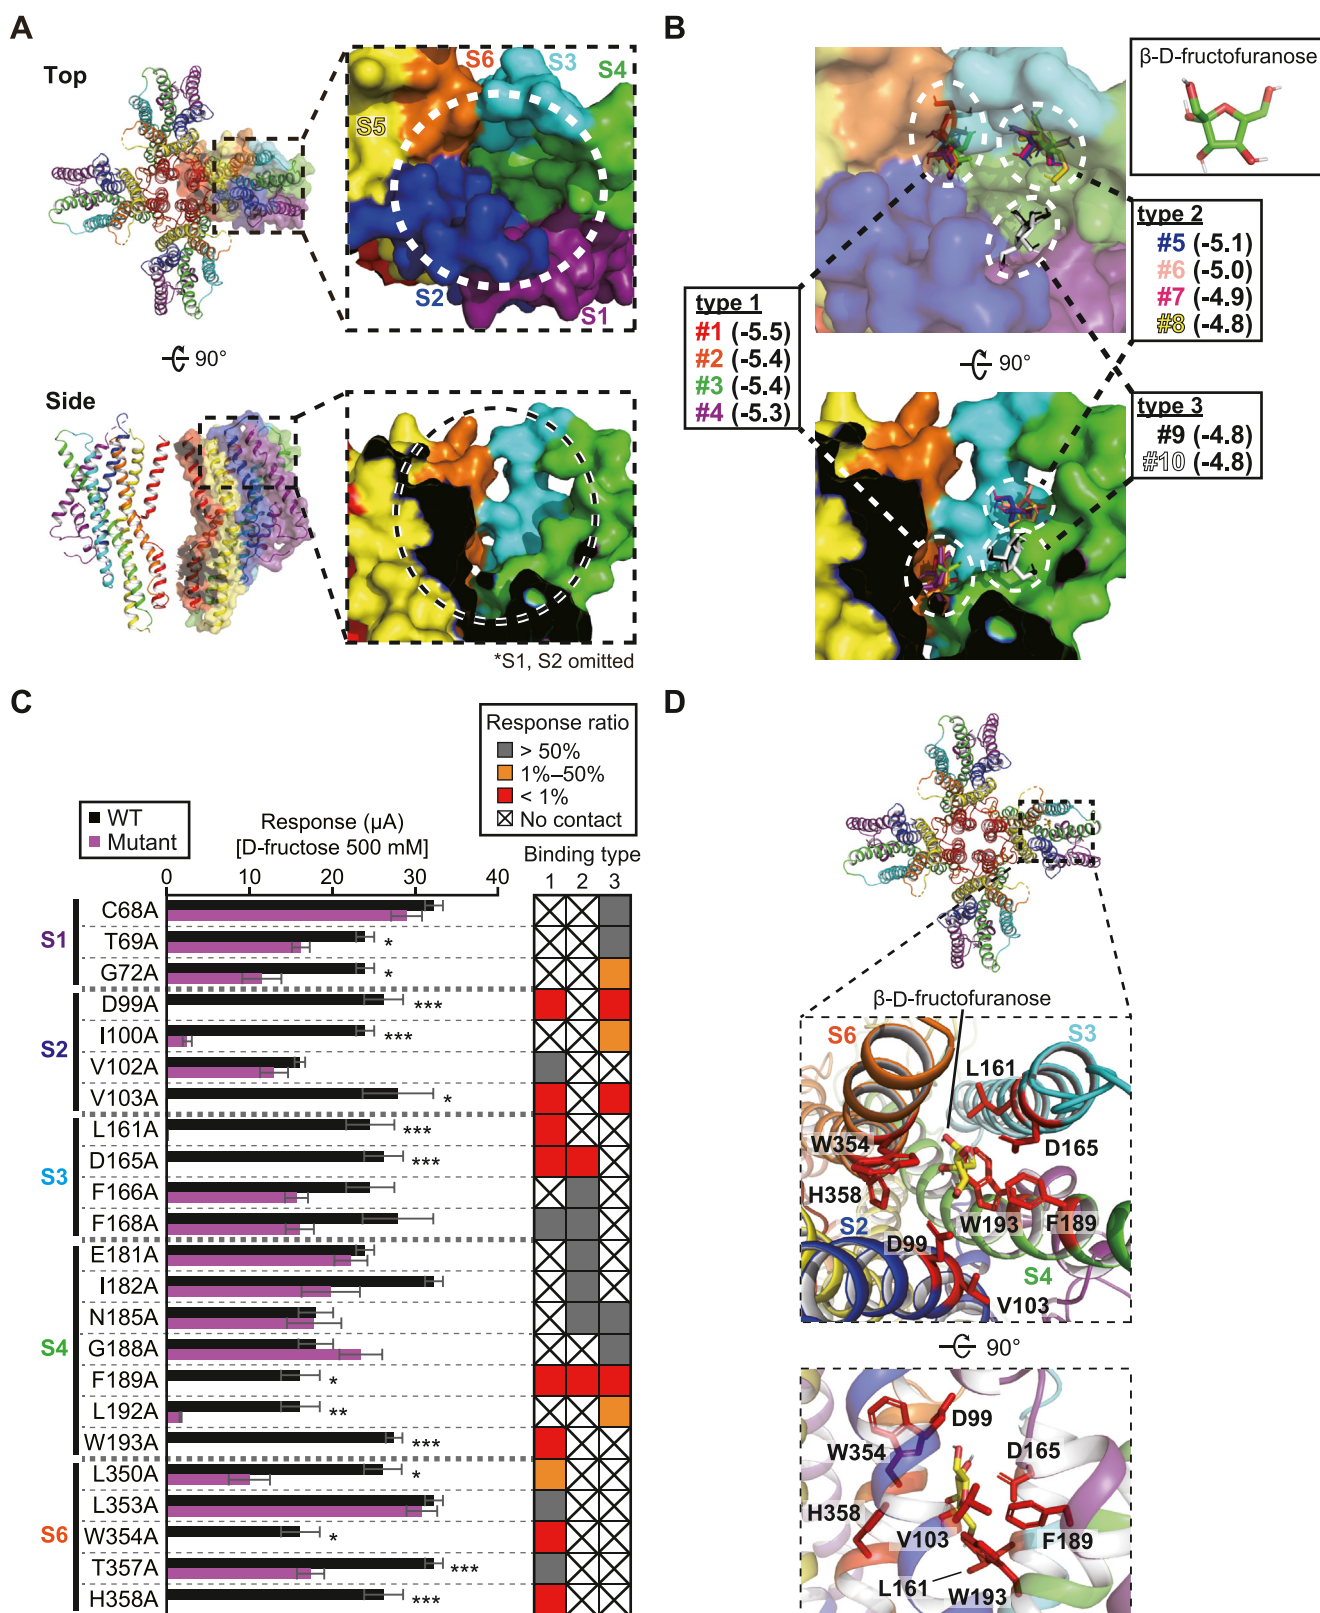 A
Top
S6
S3
S4
S5
S2
S1
90°
Side
*S1, S2 omitted
B
β-D-fructofuranose
type 1
#1 (-5.5)
#2 (-5.4)
#3 (-5.4)
#4 (-5.3)
type 2
#5 (-5.1)
#6 (-5.0)
#7 (-4.9)
#8 (-4.8)
90°
type 3
#9 (-4.8)
#10 (-4.8)
C
Response ratio
> 50%
1%–50%
< 1%
No contact
WT
Mutant
Response (µA)
[D-fructose 500 mM]
Binding type
0 10 20 30 40
1 2 3
S1
C68A
T69A *
G72A *
S2
D99A ***
I100A ***
V102A
V103A *
S3
L161A ***
D165A ***
F166A
F168A
S4
E181A
I182A
N185A
G188A
F189A *
L192A **
W193A ***
S6
L350A *
L353A
W354A *
T357A ***
H358A ***
D
β-D-fructofuranose
S6
S3
L161
W354
D165
H358
W193
F189
S2
D99
S4
V103
90°
D99
W354
D165
H358
V103
F189
L161
W193